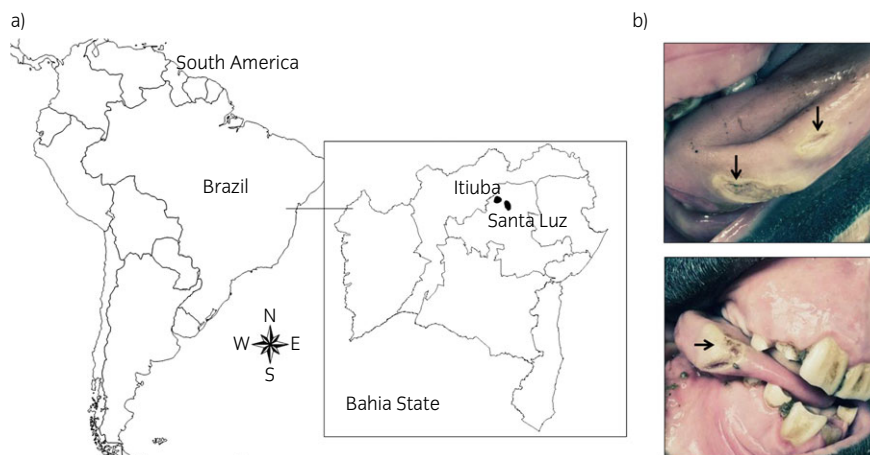 a)
South America
Brazil
N
W E
S
Itiuba
Santa Luz
Bahia State
b)